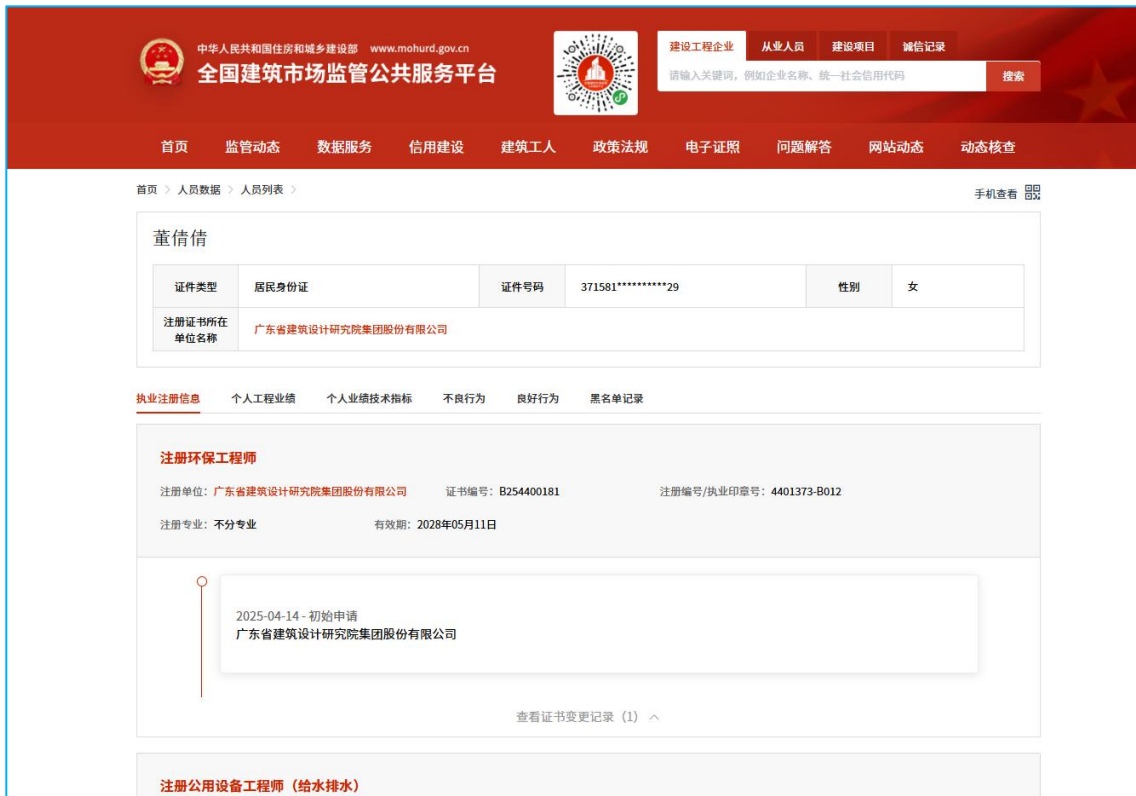 中华人民共和国住房和城乡建设部 www.mohurd.gov.cn
全国建筑市场监管公共服务平台
建设工程企业 从业人员 建设项目 诚信记录
请输入关键词，例如企业名称、统一社会信用代码 搜索
首页 监管动态 数据服务 信用建设 建筑工人 政策法规 电子证照 问题解答 网站动态 动态核查
首页 > 人员数据 > 人员列表 >
手机查看
董倩倩
证件类型 居民身份证 证件号码 371581**********29 性别 女
注册证书所在
单位名称
广东省建筑设计研究院集团股份有限公司
执业注册信息 个人工程业绩 个人业绩技术指标 不良行为 良好行为 黑名单记录
注册环保工程师
注册单位：广东省建筑设计研究院集团股份有限公司 证书编号：B254400181 注册编号/执业印章号：4401373-B012
注册专业：不分专业 有效期：2028年05月11日
2025-04-14 - 初始申请
广东省建筑设计研究院集团股份有限公司
查看证书变更记录（1）
注册公用设备工程师（给水排水）